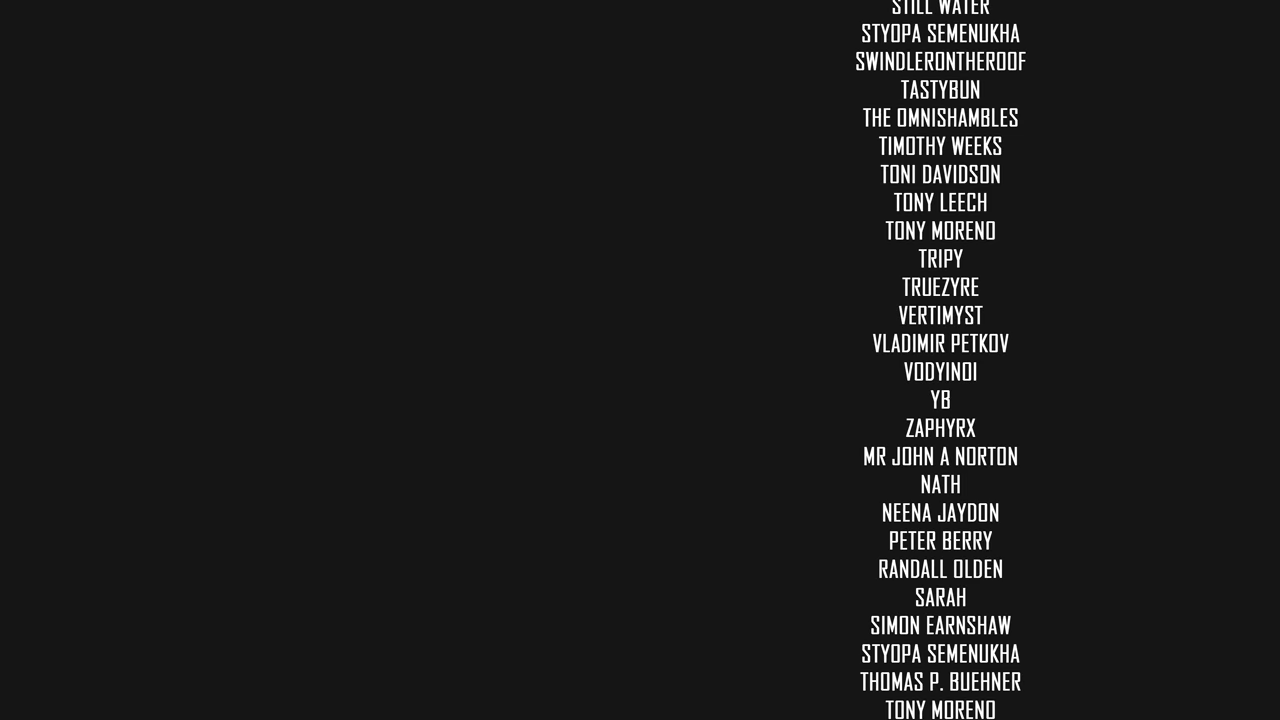 STILL WATER
STYOPA SEMENUKHA
SWINDLERONTHEROOF
TASTYBUN
THE OMNISHAMBLES
TIMOTHY WEEKS
TONI DAVIDSON
TONY LEECH
TONY MORENO
TRIPY
TRUEZYRE
VERTIMYST
VLADIMIR PETKOV
VODYINOI
YB
ZAPHYRX
MR JOHN A NORTON
NATH
NEENA JAYDON
PETER BERRY
RANDALL OLDEN
SARAH
SIMON EARNSHAW
STYOPA SEMENUKHA
THOMAS P. BUEHNER
TONY MORENO